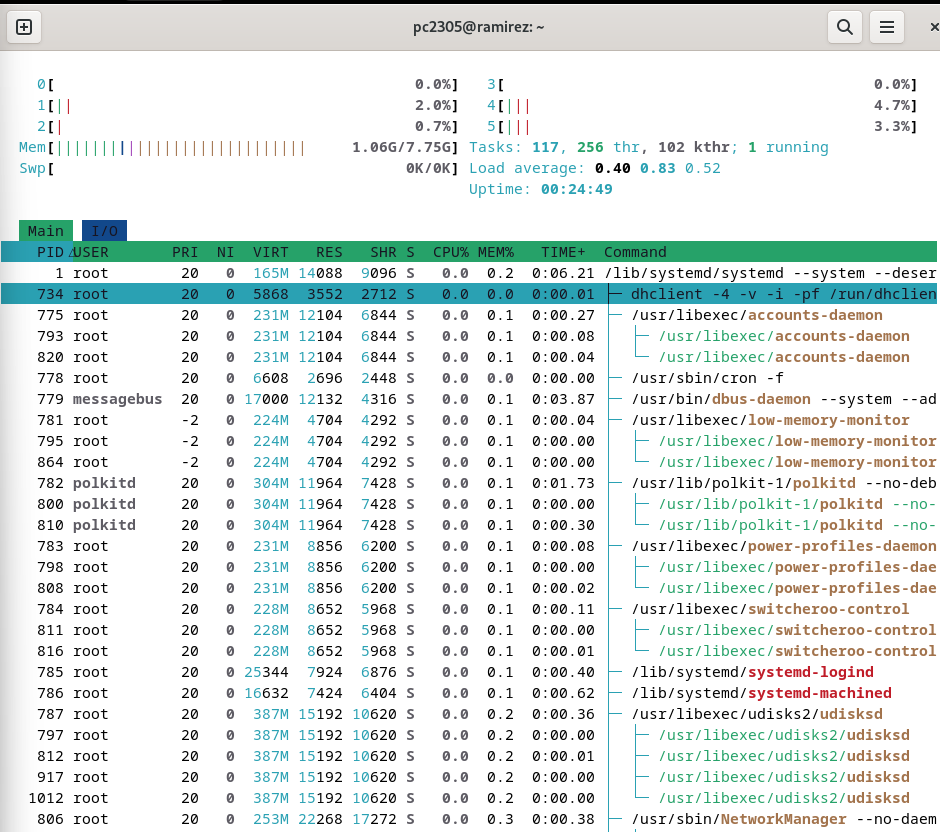 pc2305@ramirez: ~
0[ 0.0%] 3[ 0.0%]
1[|| 2.0%] 4[||| 4.7%]
2[| 0.7%] 5[||| 3.3%]
Mem[|||||||||||||||||||||||||||| 1.06G/7.75G] Tasks: 117, 256 thr, 102 kthr; 1 running
Swp[ 0K/0K] Load average: 0.40 0.83 0.52
Uptime: 00:24:49
Main I/O
PID△USER PRI NI VIRT RES SHR S CPU% MEM% TIME+ Command
1 root 20 0 165M 14088 9096 S 0.0 0.2 0:06.21 /lib/systemd/systemd --system --deser
734 root 20 0 5868 3552 2712 S 0.0 0.0 0:00.01 ├─ dhclient -4 -v -i -pf /run/dhclien
775 root 20 0 231M 12104 6844 S 0.0 0.1 0:00.27 ├─ /usr/libexec/accounts-daemon
793 root 20 0 231M 12104 6844 S 0.0 0.1 0:00.08 │ ├─ /usr/libexec/accounts-daemon
820 root 20 0 231M 12104 6844 S 0.0 0.1 0:00.04 │ └─ /usr/libexec/accounts-daemon
778 root 20 0 6608 2696 2448 S 0.0 0.0 0:00.00 ├─ /usr/sbin/cron -f
779 messagebus 20 0 17000 12132 4316 S 0.0 0.1 0:03.87 ├─ /usr/bin/dbus-daemon --system --ad
781 root -2 0 224M 4704 4292 S 0.0 0.1 0:00.04 ├─ /usr/libexec/low-memory-monitor
795 root -2 0 224M 4704 4292 S 0.0 0.1 0:00.00 │ ├─ /usr/libexec/low-memory-monitor
864 root -2 0 224M 4704 4292 S 0.0 0.1 0:00.00 │ └─ /usr/libexec/low-memory-monitor
782 polkitd 20 0 304M 11964 7428 S 0.0 0.1 0:01.73 ├─ /usr/lib/polkit-1/polkitd --no-deb
800 polkitd 20 0 304M 11964 7428 S 0.0 0.1 0:00.00 │ ├─ /usr/lib/polkit-1/polkitd --no-
810 polkitd 20 0 304M 11964 7428 S 0.0 0.1 0:00.30 │ └─ /usr/lib/polkit-1/polkitd --no-
783 root 20 0 231M 8856 6200 S 0.0 0.1 0:00.08 ├─ /usr/libexec/power-profiles-daemon
798 root 20 0 231M 8856 6200 S 0.0 0.1 0:00.00 │ ├─ /usr/libexec/power-profiles-dae
808 root 20 0 231M 8856 6200 S 0.0 0.1 0:00.02 │ └─ /usr/libexec/power-profiles-dae
784 root 20 0 228M 8652 5968 S 0.0 0.1 0:00.11 ├─ /usr/libexec/switcheroo-control
811 root 20 0 228M 8652 5968 S 0.0 0.1 0:00.00 │ ├─ /usr/libexec/switcheroo-control
816 root 20 0 228M 8652 5968 S 0.0 0.1 0:00.01 │ └─ /usr/libexec/switcheroo-control
785 root 20 0 25344 7924 6876 S 0.0 0.1 0:00.40 ├─ /lib/systemd/systemd-logind
786 root 20 0 16632 7424 6404 S 0.0 0.1 0:00.62 ├─ /lib/systemd/systemd-machined
787 root 20 0 387M 15192 10620 S 0.0 0.2 0:00.36 ├─ /usr/libexec/udisks2/udisksd
797 root 20 0 387M 15192 10620 S 0.0 0.2 0:00.00 │ ├─ /usr/libexec/udisks2/udisksd
812 root 20 0 387M 15192 10620 S 0.0 0.2 0:00.01 │ ├─ /usr/libexec/udisks2/udisksd
917 root 20 0 387M 15192 10620 S 0.0 0.2 0:00.00 │ ├─ /usr/libexec/udisks2/udisksd
1012 root 20 0 387M 15192 10620 S 0.0 0.2 0:00.00 │ └─ /usr/libexec/udisks2/udisksd
806 root 20 0 253M 22268 17272 S 0.0 0.3 0:00.38 ├─ /usr/sbin/NetworkManager --no-daem